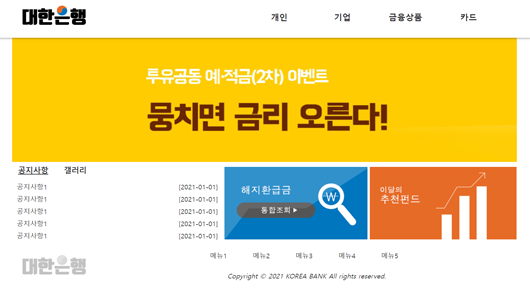 대한은행
개인 기업 금융상품 카드
투유공동 예·적금(2차) 이벤트
뭉치면 금리 오른다!
공지사항 갤러리
공지사항1 [2021-01-01]
공지사항1 [2021-01-01]
공지사항1 [2021-01-01]
공지사항1 [2021-01-01]
공지사항1 [2021-01-01]
해지환급금
통합조회 ▶
₩
이달의
추천펀드
대한은행
메뉴1 메뉴2 메뉴3 메뉴4 메뉴5
Copyright © 2021 KOREA BANK All rights reserved.